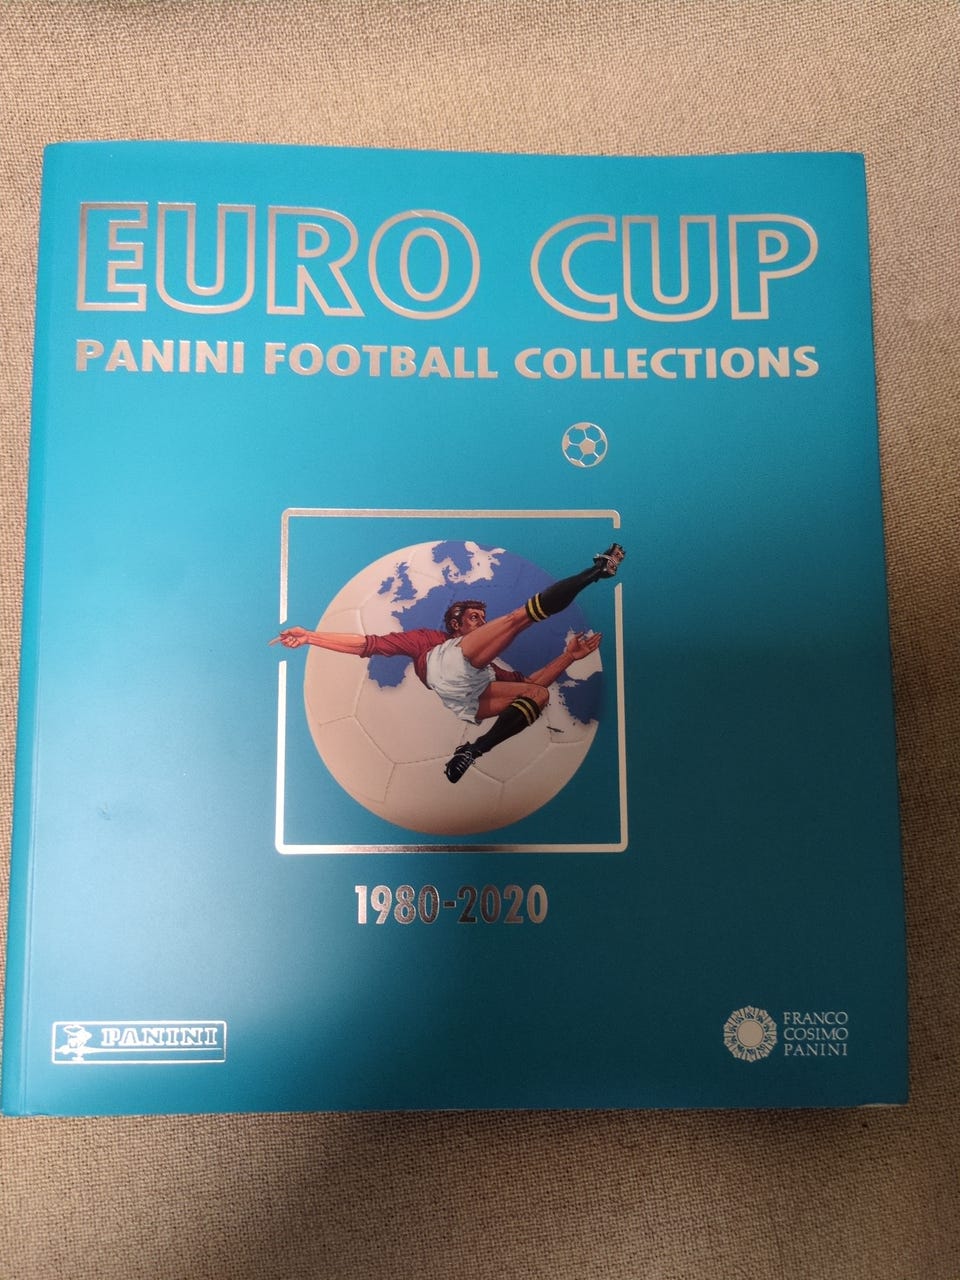 EURO CUP
PANINI FOOTBALL COLLECTIONS
1980-2020
PANINI
FRANCO
COSIMO
PANINI